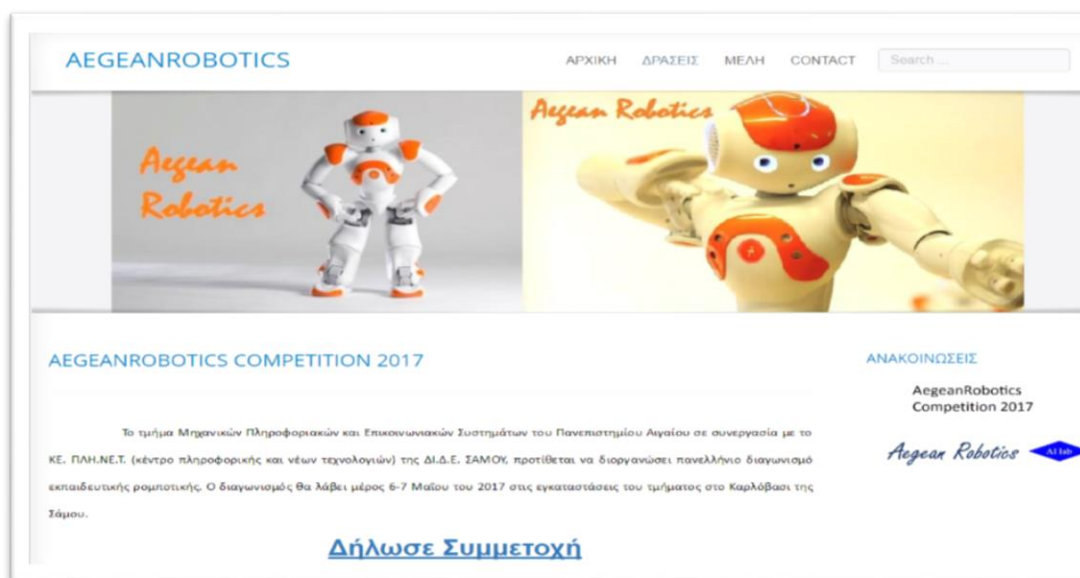 AEGEANROBOTICS
ΑΡΧΙΚΗ ΔΡΑΣΕΙΣ ΜΕΛΗ CONTACT Search ...
Aegean
Robotics
Aegean Robotics
AEGEANROBOTICS COMPETITION 2017
Το τμήμα Μηχανικών Πληροφοριακών και Επικοινωνιακών Συστημάτων του Πανεπιστημίου Αιγαίου σε συνεργασία με το
ΚΕ. ΠΛΗ.ΝΕ.Τ. (κέντρο πληροφορικής και νέων τεχνολογιών) της ΔΙ.Δ.Ε. ΣΑΜΟΥ, προτίθεται να διοργανώσει πανελλήνιο διαγωνισμό
εκπαιδευτικής ρομποτικής. Ο διαγωνισμός θα λάβει μέρος 6-7 Μαΐου του 2017 στις εγκαταστάσεις του τμήματος στο Καρλόβασι της
Σάμου.
Δήλωσε Συμμετοχή
ΑΝΑΚΟΙΝΩΣΕΙΣ
AegeanRobotics
Competition 2017
Aegean Robotics AI lab